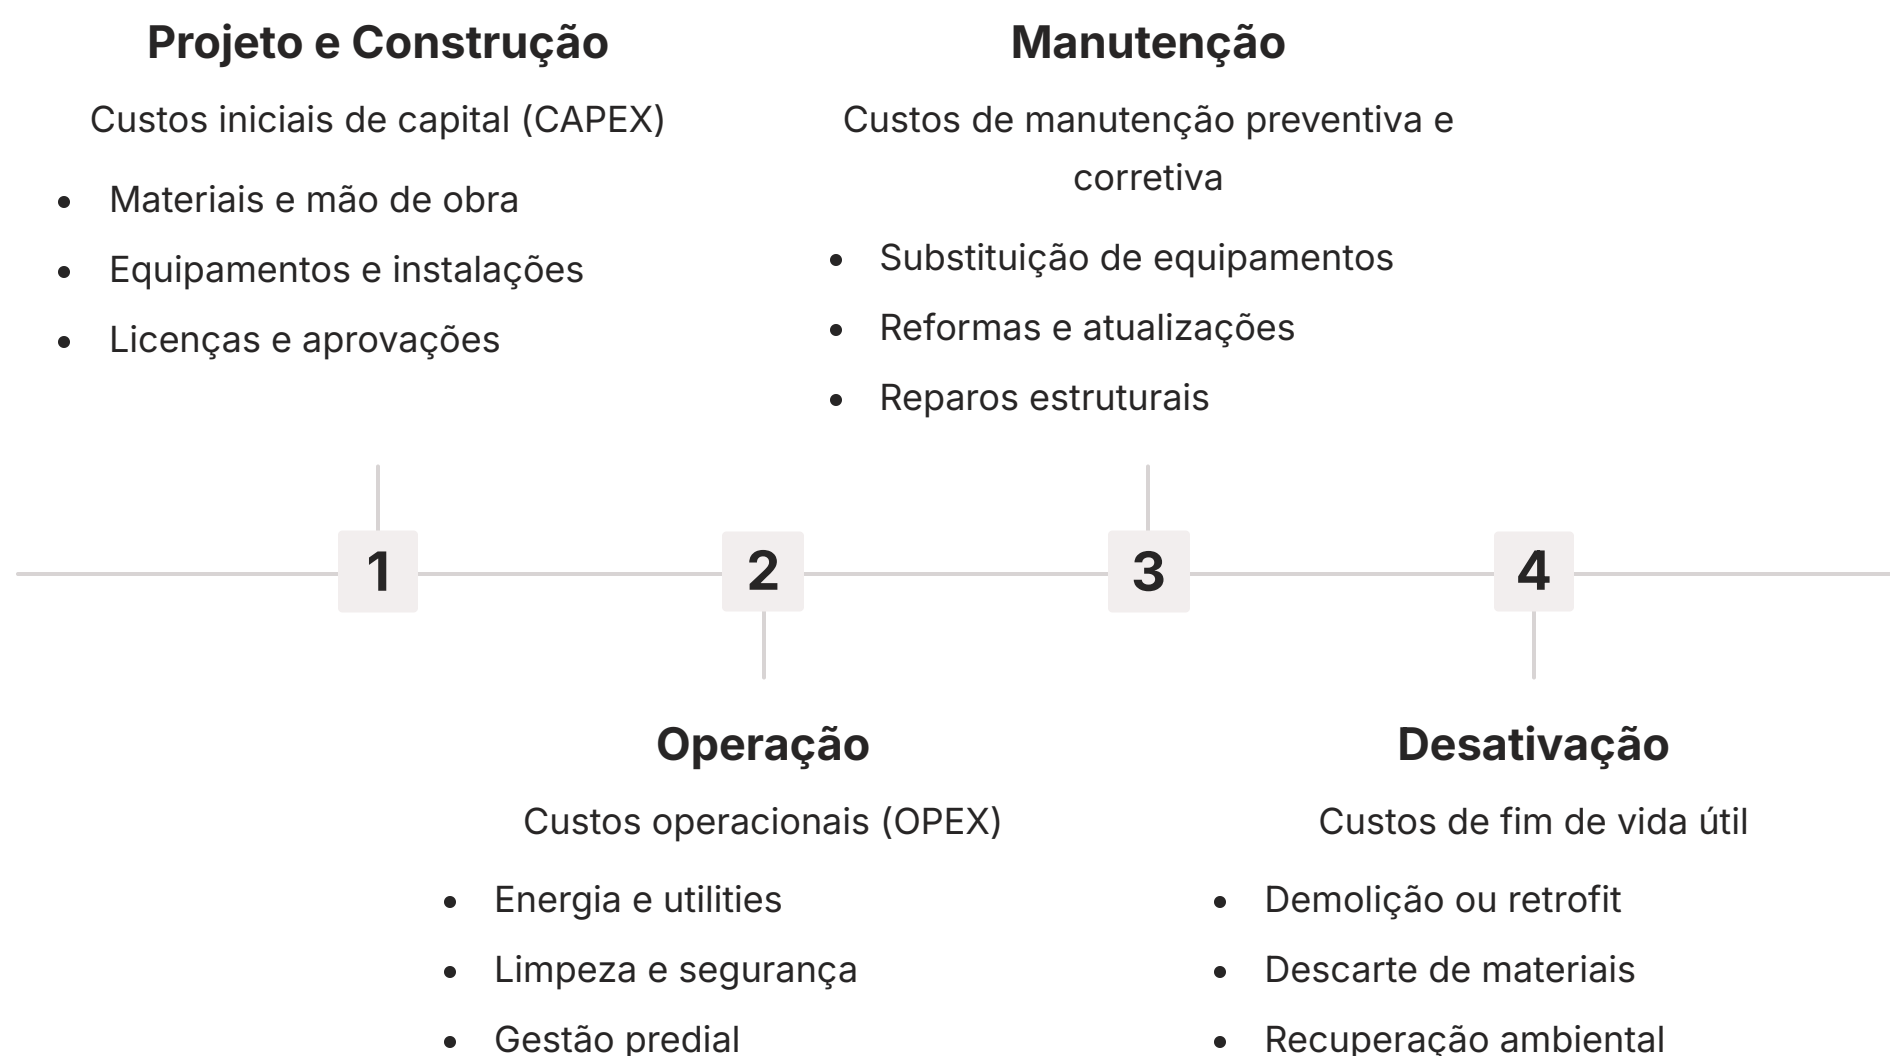 Projeto e Construção
Custos iniciais de capital (CAPEX)
• Materiais e mão de obra
• Equipamentos e instalações
• Licenças e aprovações
Manutenção
Custos de manutenção preventiva e
corretiva
• Substituição de equipamentos
• Reformas e atualizações
• Reparos estruturais
1
2
3
4
Operação
Custos operacionais (OPEX)
• Energia e utilities
• Limpeza e segurança
• Gestão predial
Desativação
Custos de fim de vida útil
• Demolição ou retrofit
• Descarte de materiais
• Recuperação ambiental